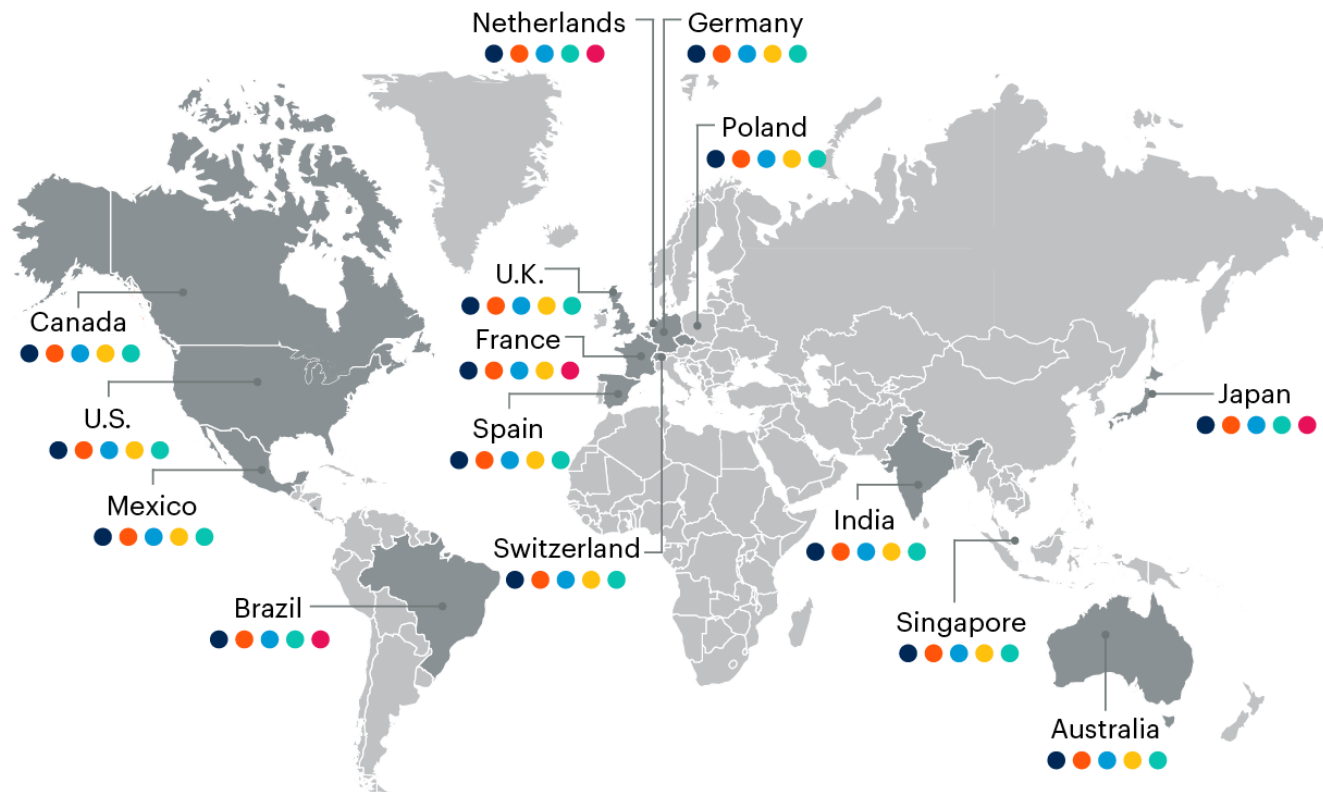 Netherlands
Germany
Poland
U.K.
Canada
France
Japan
U.S.
Spain
Mexico
India
Switzerland
Brazil
Singapore
Australia